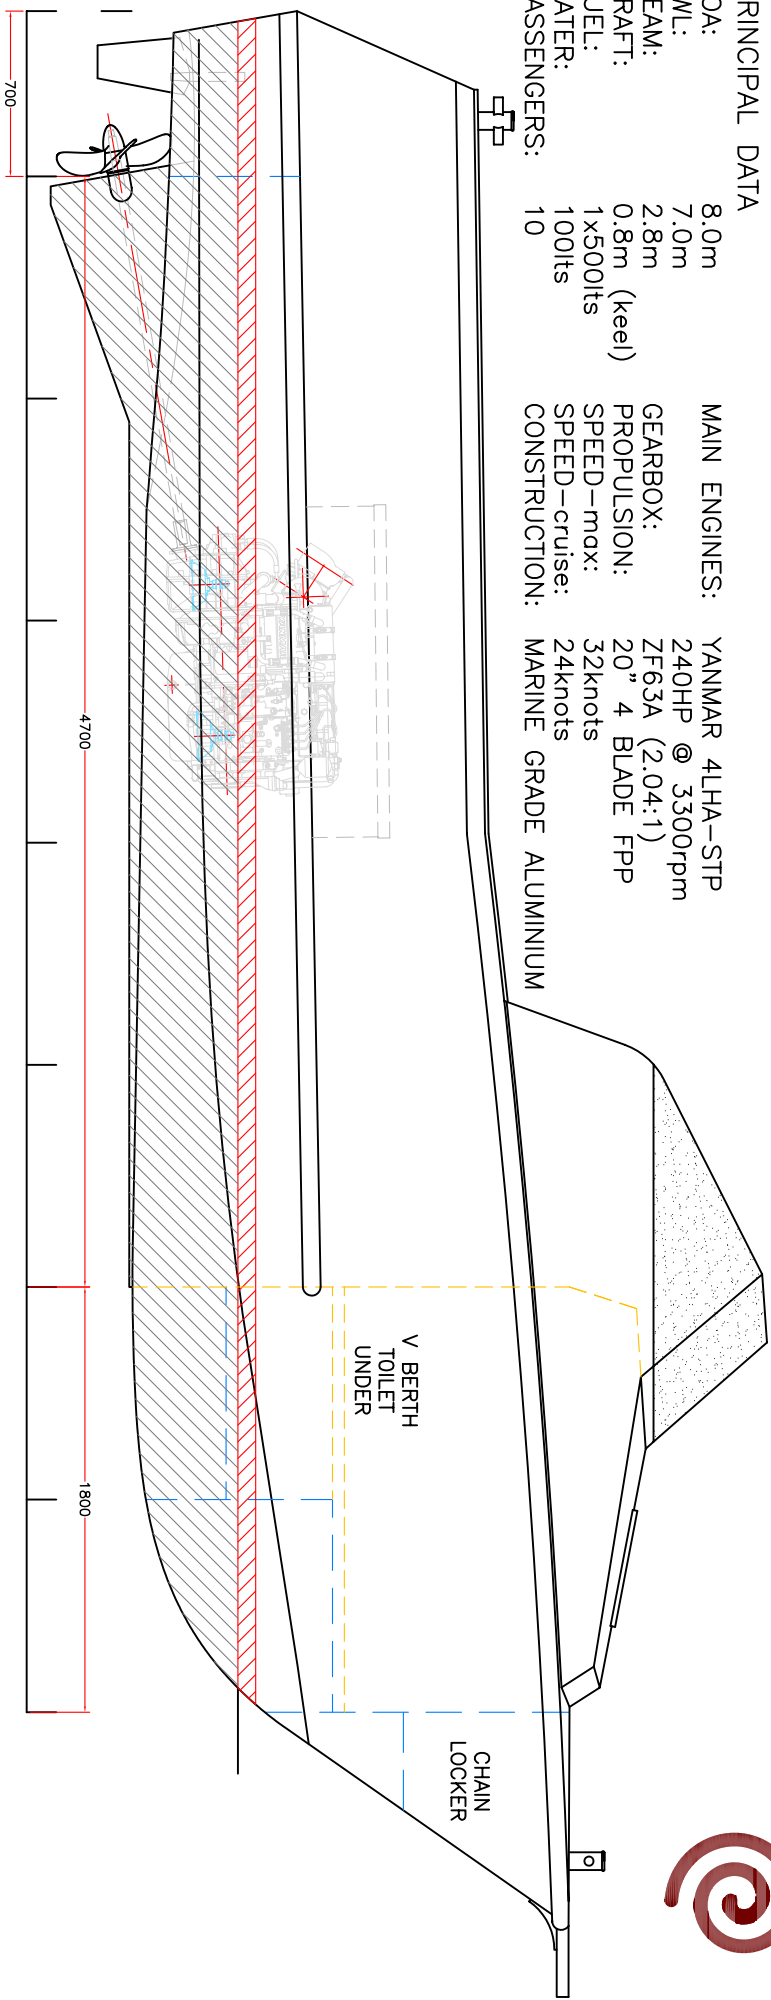 RINCIPAL DATA
OA: 8.0m
WL: 7.0m
EAM: 2.8m
RAFT: 0.8m (keel)
UEL: 1x500lts
ATER: 100lts
ASSENGERS: 10
MAIN ENGINES: YANMAR 4LHA-STP
240HP @ 3300rpm
GEARBOX: ZF63A (2.04:1)
PROPULSION: 20" 4 BLADE FPP
SPEED-max: 32knots
SPEED-cruise: 24knots
CONSTRUCTION: MARINE GRADE ALUMINIUM
V BERTH
TOILET
UNDER
CHAIN
LOCKER
700
4700
1800